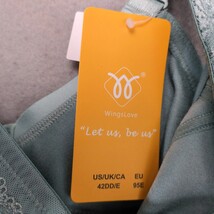 WingsLove
"Let us, be us"
US/UK/CA EU
42DD/E 95E